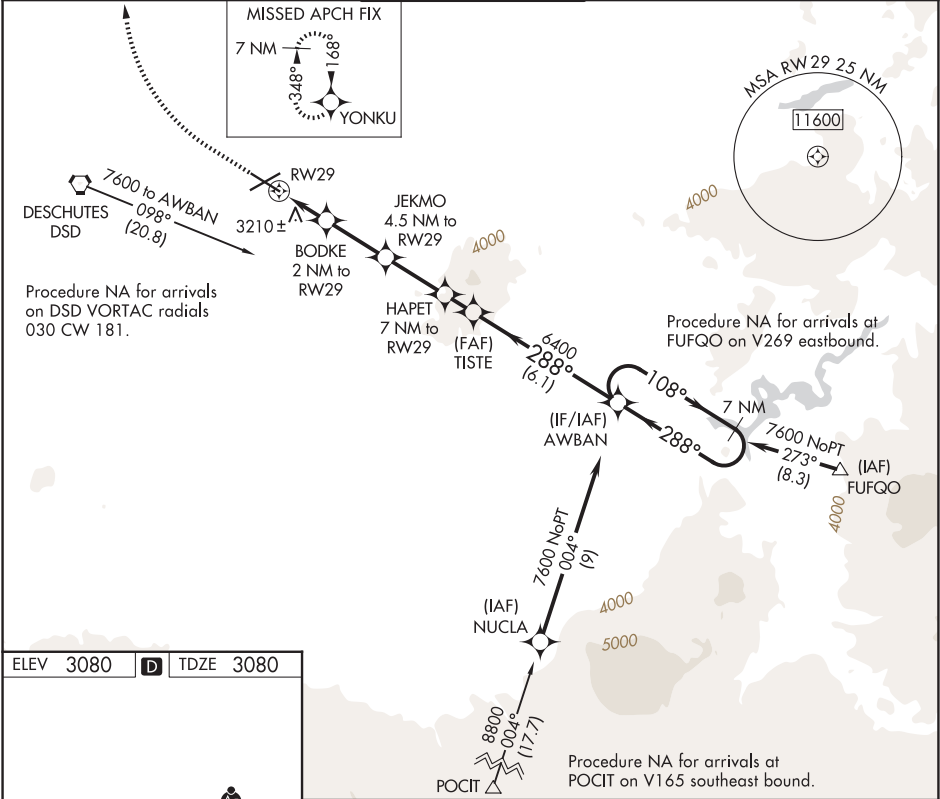 MISSED APCH FIX
7 NM
348°
168°
YONKU
MSA RW29 25 NM
11600
RW29
7600 to AWBAN
098°
(20.8)
DESCHUTES
DSD
3210 ±
JEKMO
4.5 NM to
RW29
4000
4000
BODKE
2 NM to
RW29
Procedure NA for arrivals
on DSD VORTAC radials
030 CW 181.
HAPET
7 NM to
RW29
(FAF)
TISTE
6400
288°
(6.1)
Procedure NA for arrivals at
FUFQO on V269 eastbound.
108°
7 NM
288°
(IF/IAF)
AWBAN
7600 NoPT
273°
(8.3)
(IAF)
FUFQO
4000
7600 NoPT
004°
(9)
(IAF)
NUCLA
4000
5000
8800
004°
(17.7)
POCIT
Procedure NA for arrivals at
POCIT on V165 southeast bound.
ELEV 3080 D TDZE 3080